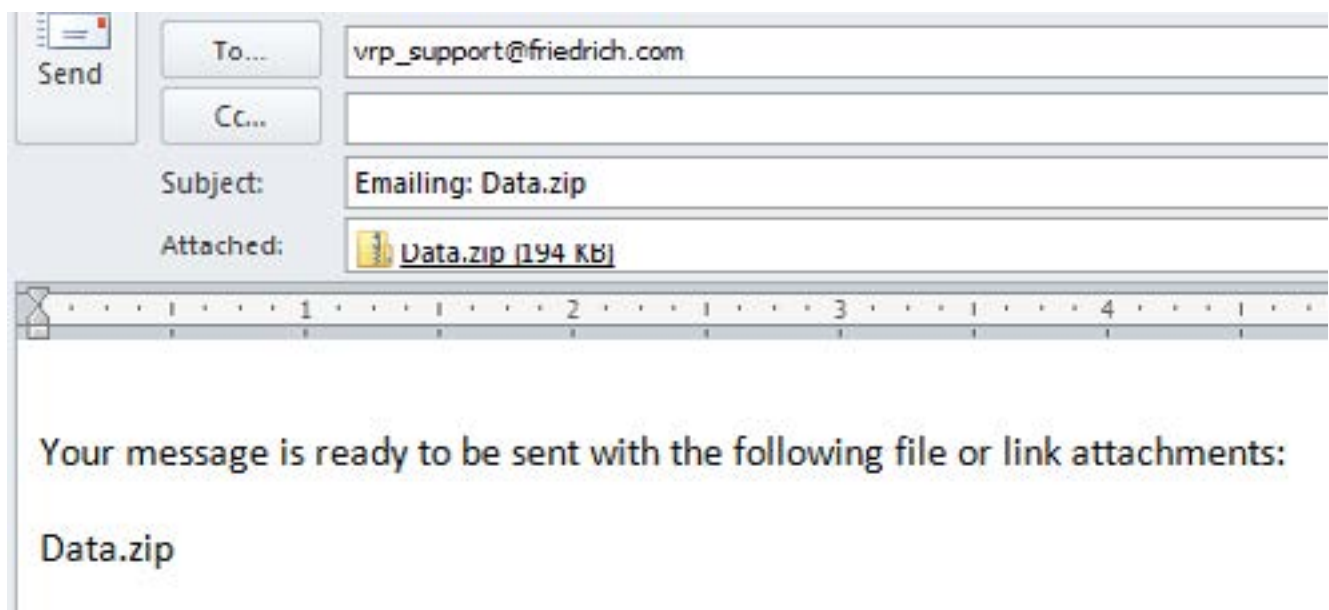 To...
vrp_support@friedrich.com
Send
Cc...
Subject:
Emailing: Data.zip
Attached:
Data.zip (194 KB)
1 2 3 4
Your message is ready to be sent with the following file or link attachments:
Data.zip